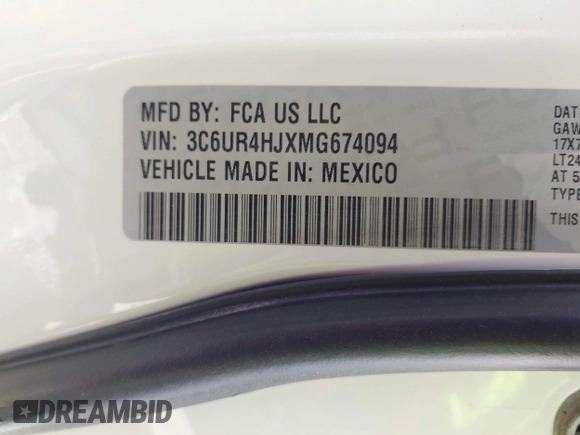 MFD BY: FCA US LLC
VIN: 3C6UR4HJXMG674094
VEHICLE MADE IN: MEXICO
DAT
GAW
17X7
LT24
AT 5
TYPE
THIS
DREAMBID